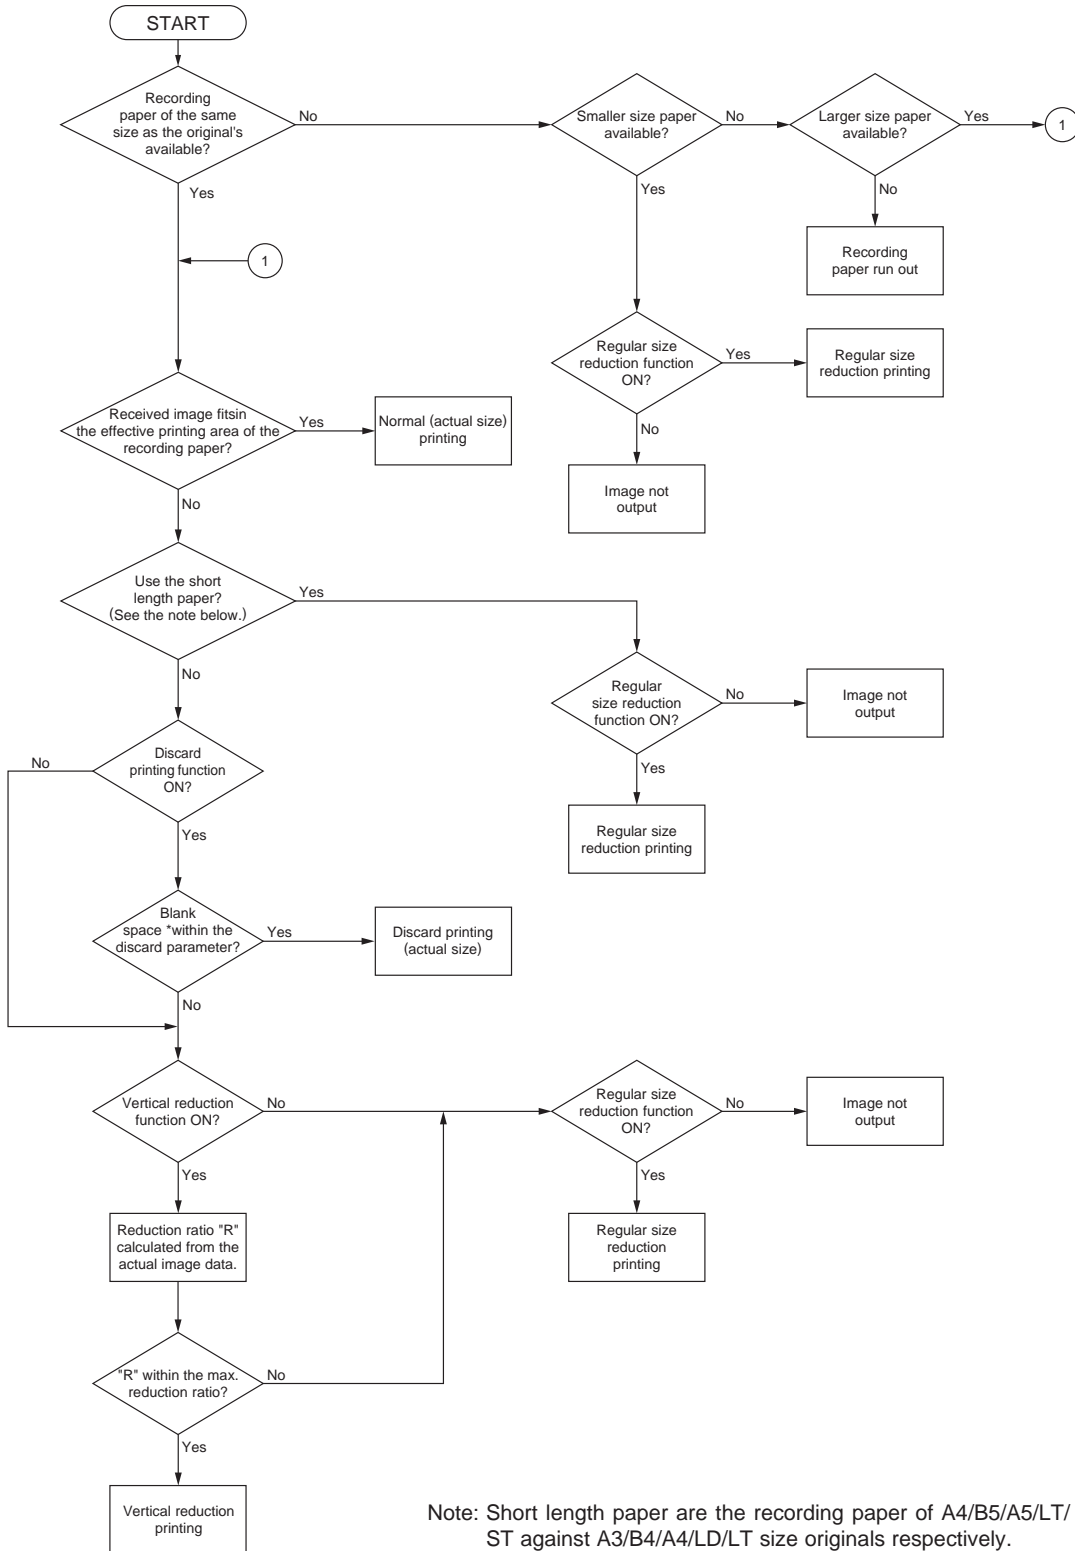 START
Recording
paper of the same
size as the original's
available?
No
Smaller size paper
available?
No
Larger size paper
available?
Yes
1
Yes
Yes
No
1
Recording
paper run out
Regular size
reduction function
ON?
Yes
Regular size
reduction printing
Received image fitsin
the effective printing area of the
recording paper?
Yes
Normal (actual size)
printing
No
Image not
output
No
Use the short
length paper?
(See the note below.)
Yes
No
Regular
size reduction
function ON?
No
Image not
output
Discard
printing function
ON?
No
Yes
Yes
Regular size
reduction printing
Blank
space *within the
discard parameter?
Yes
Discard printing
(actual size)
No
Vertical reduction
function ON?
No
Regular size
reduction function
ON?
No
Image not
output
Yes
Yes
Reduction ratio "R"
calculated from the
actual image data.
Regular size
reduction
printing
"R" within the max.
reduction ratio?
No
Yes
Vertical reduction
printing
Note: Short length paper are the recording paper of A4/B5/A5/LT/
ST against A3/B4/A4/LD/LT size originals respectively.